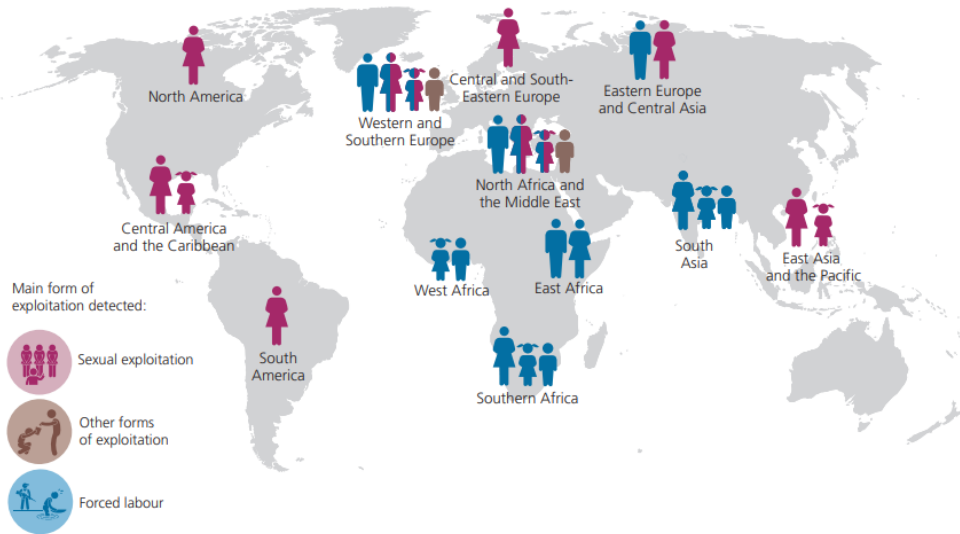 North America
Central and South-
Eastern Europe
Eastern Europe
and Central Asia
Western and
Southern Europe
North Africa and
the Middle East
Central America
and the Caribbean
South
Asia
East Asia
and the Pacific
West Africa
East Africa
South
America
Southern Africa
Main form of
exploitation detected:
Sexual exploitation
Other forms
of exploitation
Forced labour